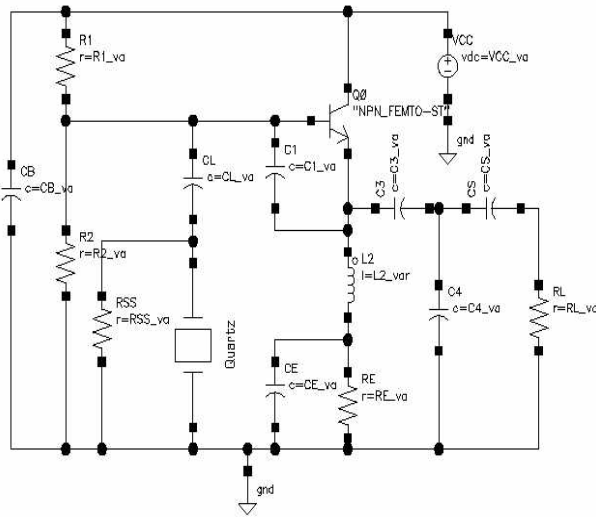 R1
r=R1_va
VCC
vdc=VCC_va
Q0
"NPN_FEMTO-ST"
gnd
CB
c=CB_va
CL
c=CL_va
C1
c=C1_va
C3
c=C3_va
CS
c=CS_va
R2
r=R2_va
L2
l=L2_var
RSS
r=RSS_va
Quartz
C4
c=C4_va
RL
r=RL_va
CE
c=CE_va
RE
r=RE_va
gnd